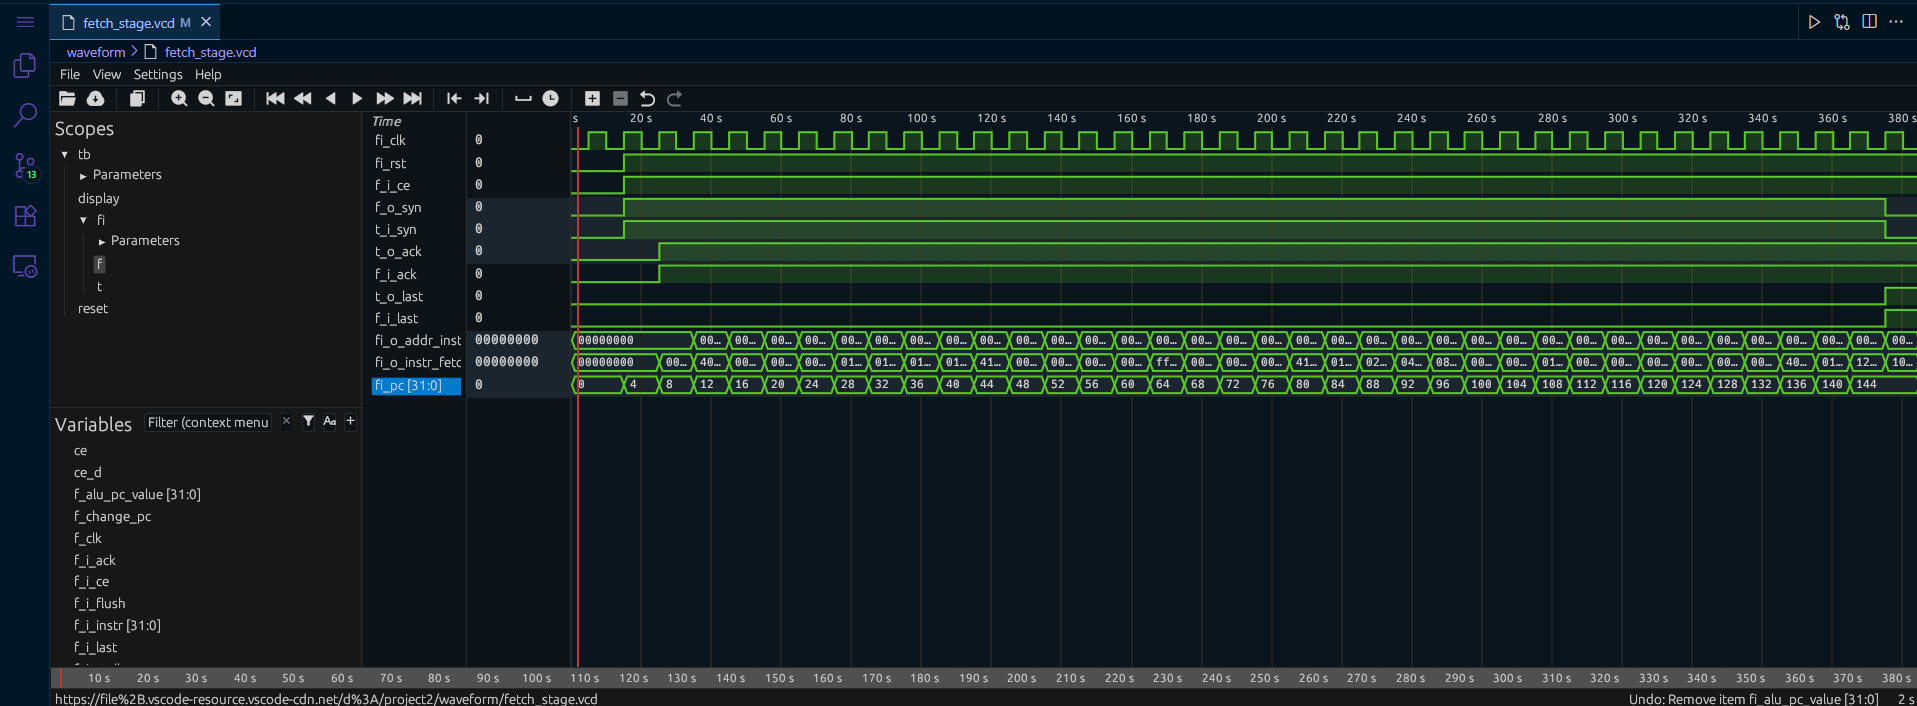 fetch_stage.vcd M
waveform > fetch_stage.vcd
File View Settings Help
Scopes
tb
Parameters
display
fi
Parameters
f
t
reset
Variables Filter (context menu
ce
ce_d
f_alu_pc_value [31:0]
f_change_pc
f_clk
f_i_ack
f_i_ce
f_i_flush
f_i_instr [31:0]
f_i_last
Time
s 20 s 40 s 60 s 80 s 100 s 120 s 140 s 160 s 180 s 200 s 220 s 240 s 260 s 280 s 300 s 320 s 340 s 360 s 380 s
fi_clk 0
fi_rst 0
f_i_ce 0
f_o_syn 0
t_i_syn 0
t_o_ack 0
f_i_ack 0
t_o_last 0
f_i_last 0
fi_o_addr_inst 00000000 00000000 00... 00... 00... 00... 00... 00... 00... 00... 00... 00... 00... 00... 00... 00... 00... 00... 00... 00... 00... 00... 00... 00... 00... 00... 00... 00... 00... 00... 00... 00... 00... 00... 00... 00... 00...
fi_o_instr_fetc 00000000 00000000 00... 40... 00... 00... 00... 01... 01... 01... 01... 41... 00... 00... 00... 00... ff... 00... 00... 00... 41... 01... 02... 04... 08... 00... 00... 01... 00... 00... 00... 00... 00... 00... 40... 01... 12... 10...
fi_pc [31:0] 0 0 4 8 12 16 20 24 28 32 36 40 44 48 52 56 60 64 68 72 76 80 84 88 92 96 100 104 108 112 116 120 124 128 132 136 140 144
10 s 20 s 30 s 40 s 50 s 60 s 70 s 80 s 90 s 100 s 110 s 120 s 130 s 140 s 150 s 160 s 170 s 180 s 190 s 200 s 210 s 220 s 230 s 240 s 250 s 260 s 270 s 280 s 290 s 300 s 310 s 320 s 330 s 340 s 350 s 360 s 370 s 380 s
https://file%2B.vscode-resource.vscode-cdn.net/d%3A/project2/waveform/fetch_stage.vcd
Undo: Remove item fi_alu_pc_value [31:0] 2 s
13